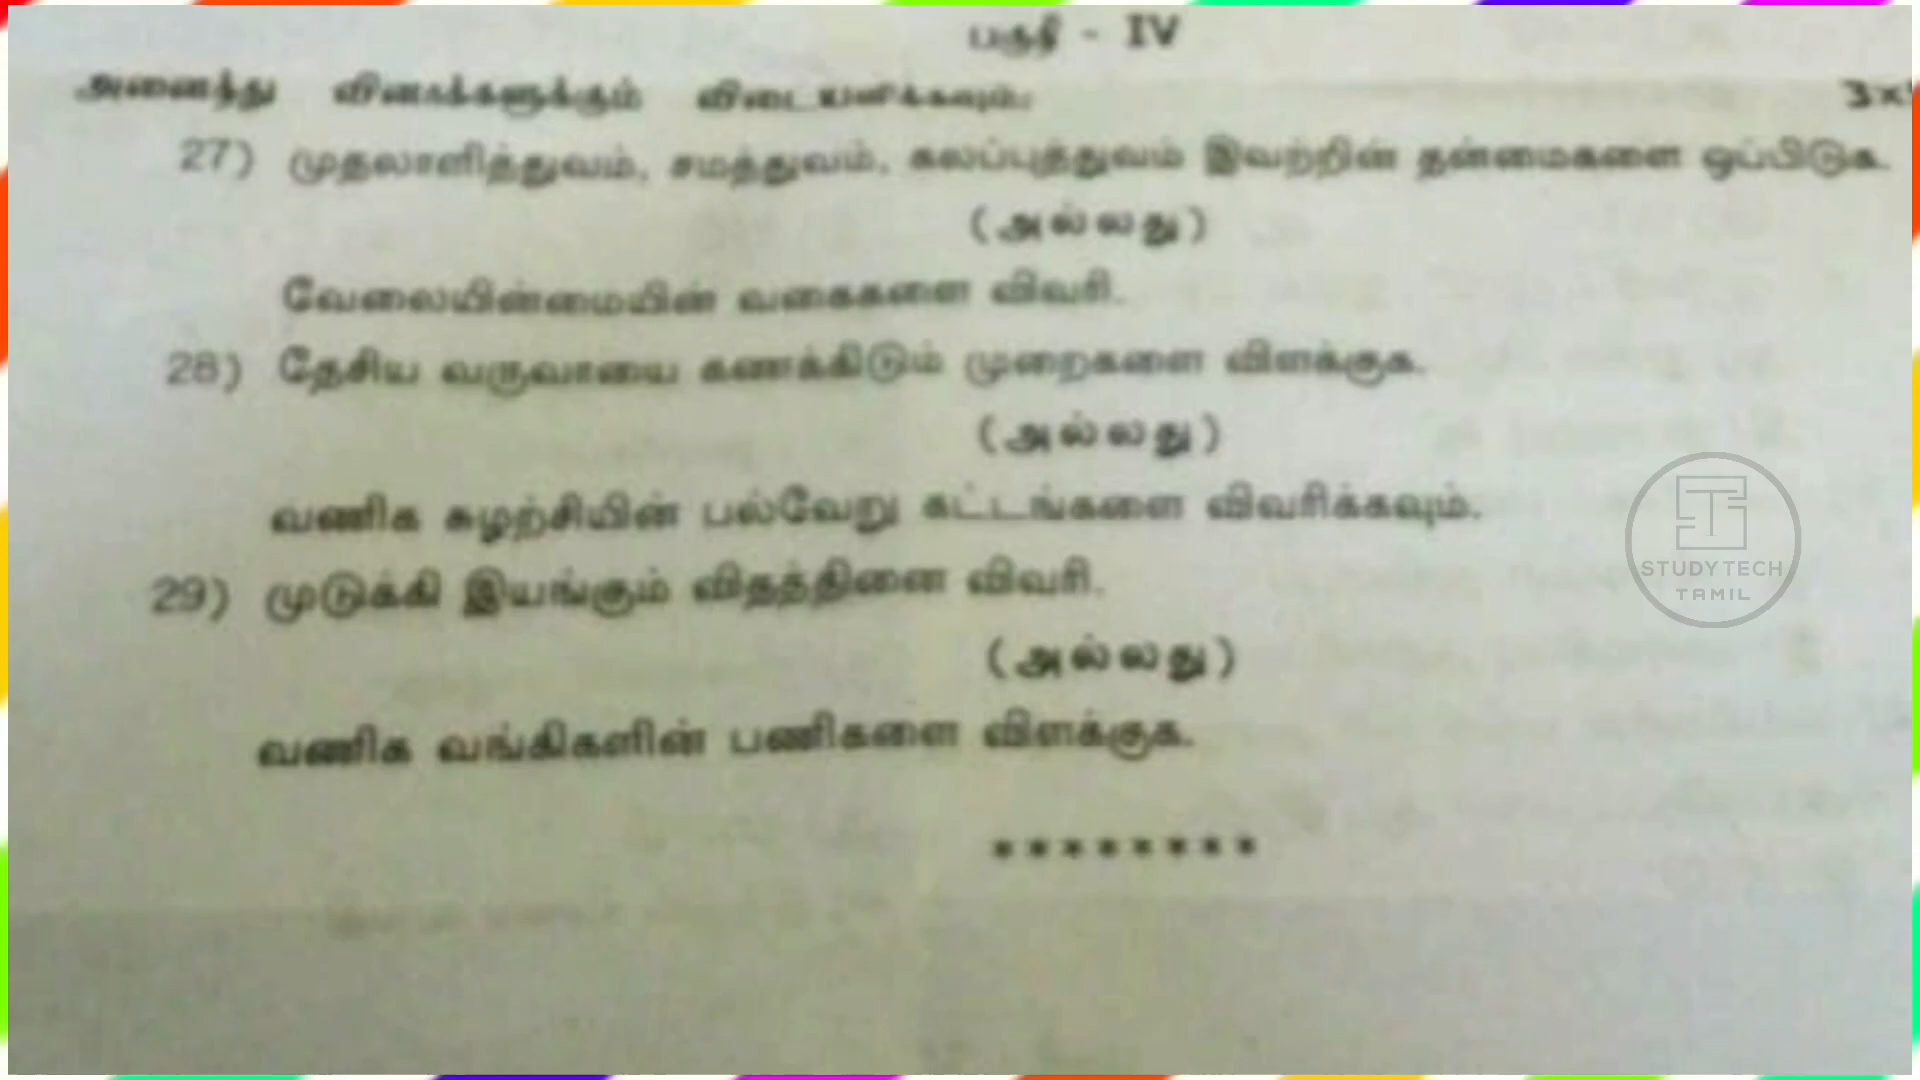 பகுதி - IV
அனைத்து வினாக்களுக்கும் விடையளிக்கவும்: 3x
27) முதலாளித்துவம், சமத்துவம், கலப்புத்துவம் இவற்றின் தன்மைகளை ஒப்பிடுக.
(அல்லது)
வேலையின்மையின் வகைகளை விவரி.
28) தேசிய வருவாயை கணக்கிடும் முறைகளை விளக்குக.
(அல்லது)
வணிக சுழற்சியின் பல்வேறு கட்டங்களை விவரிக்கவும்.
STUDYTECH
TAMIL
29) முடுக்கி இயங்கும் விதத்தினை விவரி.
(அல்லது)
வணிக வங்கிகளின் பணிகளை விளக்குக.
********